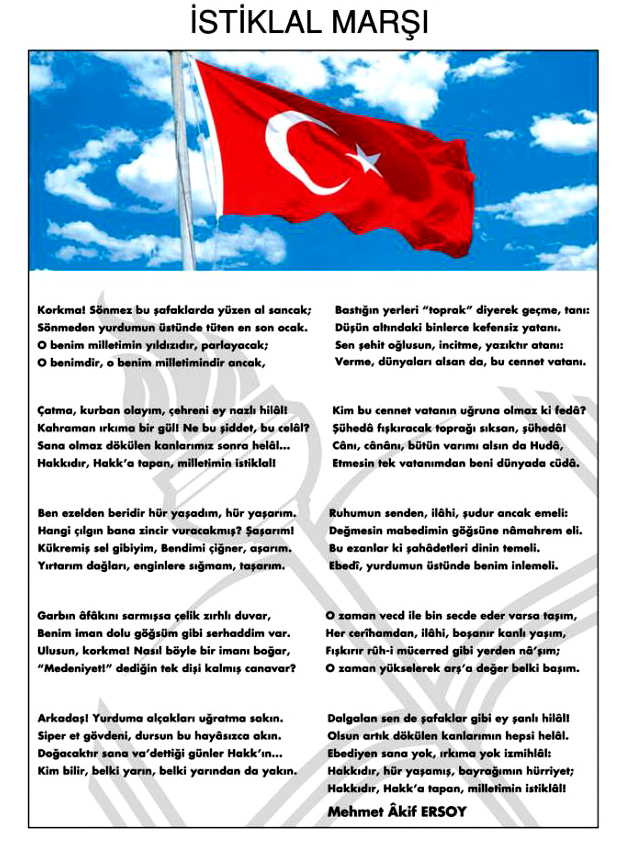 İSTİKLAL MARŞI
Korkma! Sönmez bu şafaklarda yüzen al sancak;
Sönmeden yurdumun üstünde tüten en son ocak.
O benim milletimin yıldızıdır, parlayacak;
O benimdir, o benim milletimindir ancak,
Çatma, kurban olayım, çehreni ey nazlı hilâl!
Kahraman ırkıma bir gül! Ne bu şiddet, bu celâl?
Sana olmaz dökülen kanlarımız sonra helâl...
Hakkıdır, Hakk'a tapan, milletimin istiklal!
Ben ezelden beridir hür yaşadım, hür yaşarım.
Hangi çılgın bana zincir vuracakmış? Şaşarım!
Kükremiş sel gibiyim, Bendimi çiğner, aşarım.
Yırtarım dağları, enginlere sığmam, taşarım.
Garbın âfâkını sarmışsa çelik zırhlı duvar,
Benim iman dolu göğsüm gibi serhaddim var.
Ulusun, korkma! Nasıl böyle bir imanı boğar,
"Medeniyet!" dediğin tek dişi kalmış canavar?
Arkadaş! Yurduma alçakları uğratma sakın.
Siper et gövdeni, dursun bu hayâsızca akın.
Doğacaktır sana va'dettiği günler Hakk'ın...
Kim bilir, belki yarın, belki yarından da yakın.
Bastığın yerleri "toprak" diyerek geçme, tanı:
Düşün altındaki binlerce kefensiz yatanı.
Sen şehit oğlusun, incitme, yazıktır atanı:
Verme, dünyaları alsan da, bu cennet vatanı.
Kim bu cennet vatanın uğruna olmaz ki fedâ?
Şühedâ fışkıracak toprağı sıksan, şühedâ!
Cânı, cânânı, bütün varımı alsın da Hudâ,
Etmesin tek vatanımdan beni dünyada cüdâ.
Ruhumun senden, ilâhi, şudur ancak emeli:
Değmesin mabedimin göğsüne nâmahrem eli.
Bu ezanlar ki şahâdetleri dinin temeli.
Ebedî, yurdumun üstünde benim inlemeli.
O zaman vecd ile bin secde eder varsa taşım,
Her cerîhamdan, ilâhi, boşanır kanlı yaşım,
Fışkırır rûh-i mücerred gibi yerden nâ'şım;
O zaman yükselerek arş'a değer belki başım.
Dalgalan sen de şafaklar gibi ey şanlı hilâl!
Olsun artık dökülen kanlarımın hepsi helâl.
Ebediyen sana yok, ırkıma yok izmihlâl:
Hakkıdır, hür yaşamış, bayrağımın hürriyet;
Hakkıdır, Hakk'a tapan, milletimin istiklâl!
Mehmet Âkif ERSOY